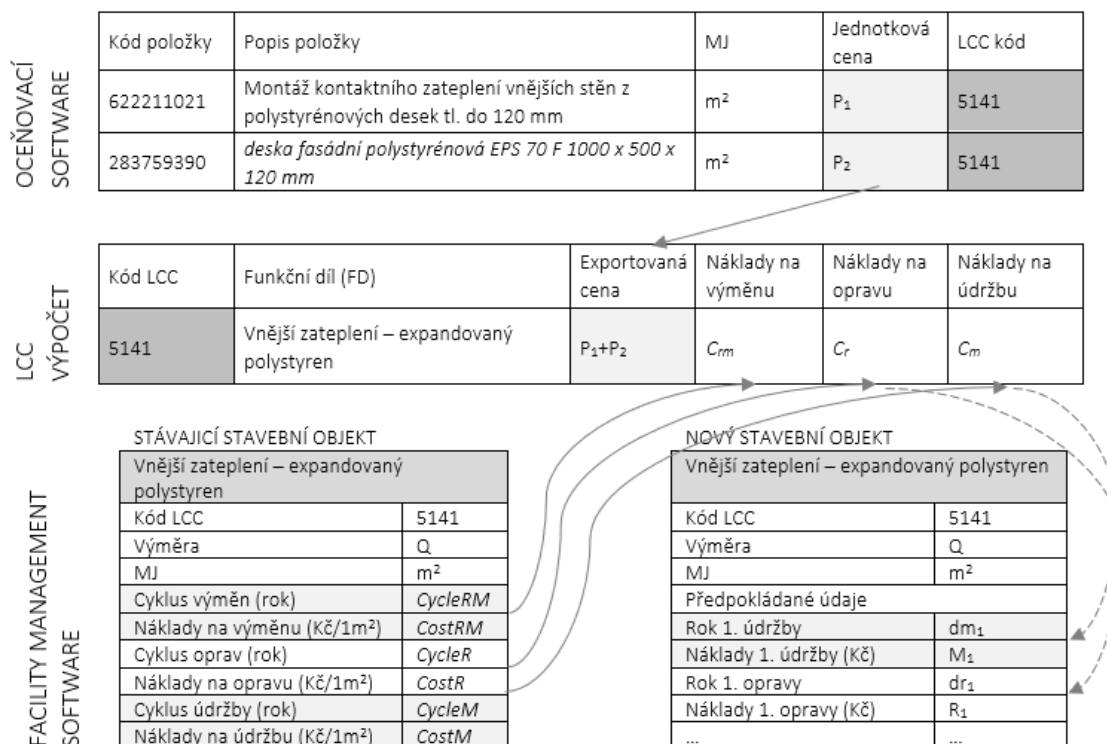 OCEŇOVACÍ
SOFTWARE
Kód položky Popis položky MJ Jednotková
cena LCC kód
622211021 Montáž kontaktního zateplení vnějších stěn z
polystyrénových desek tl. do 120 mm m² P₁ 5141
283759390 deska fasádní polystyrénová EPS 70 F 1000 x 500 x
120 mm m² P₂ 5141
LCC
VÝPOČET
Kód LCC Funkční díl (FD) Exportovaná
cena Náklady na
výměnu Náklady na
opravu Náklady na
údržbu
5141 Vnější zateplení – expandovaný
polystyren P₁+P₂ Crm Cr Cm
FACILITY MANAGEMENT
SOFTWARE
STÁVAJICÍ STAVEBNÍ OBJEKT
Vnější zateplení – expandovaný
polystyren
Kód LCC 5141
Výměra Q
MJ m²
Cyklus výměn (rok) CycleRM
Náklady na výměnu (Kč/1m²) CostRM
Cyklus oprav (rok) CycleR
Náklady na opravu (Kč/1m²) CostR
Cyklus údržby (rok) CycleM
Náklady na údržbu (Kč/1m²) CostM
NOVÝ STAVEBNÍ OBJEKT
Vnější zateplení – expandovaný polystyren
Kód LCC 5141
Výměra Q
MJ m²
Předpokládané údaje
Rok 1. údržby dm₁
Náklady 1. údržby (Kč) M₁
Rok 1. opravy dr₁
Náklady 1. opravy (Kč) R₁
... ...